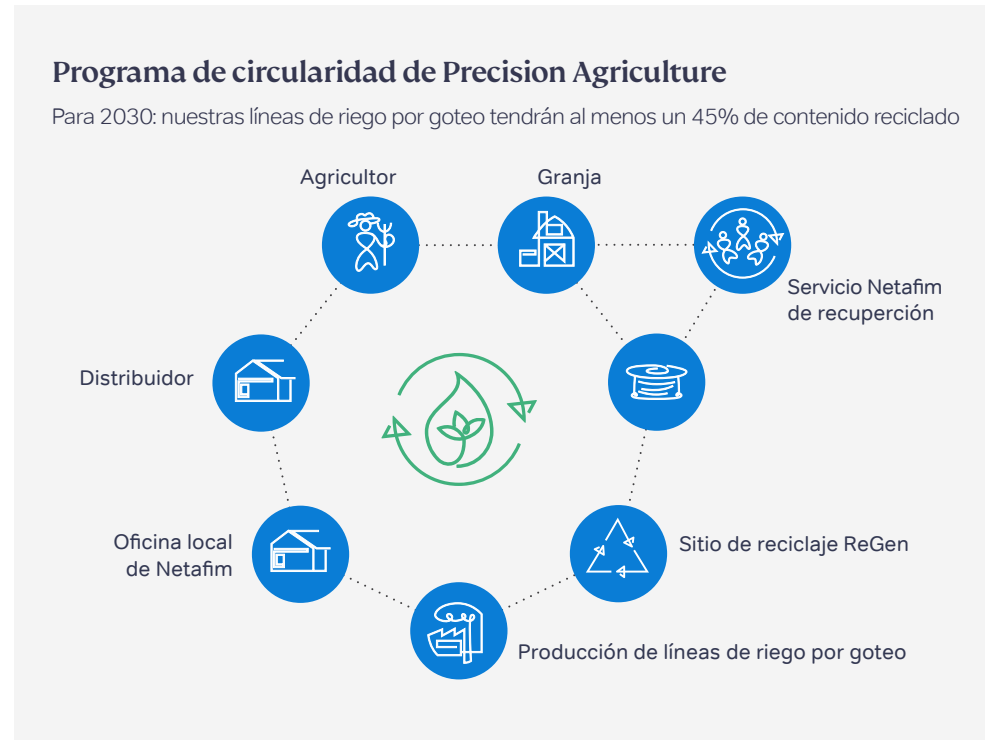 Programa de circularidad de Precision Agriculture
Para 2030: nuestras líneas de riego por goteo tendrán al menos un 45% de contenido reciclado
Agricultor
Granja
Servicio Netafim
de recuperción
Distribuidor
Oficina local
de Netafim
Sitio de reciclaje ReGen
Producción de líneas de riego por goteo